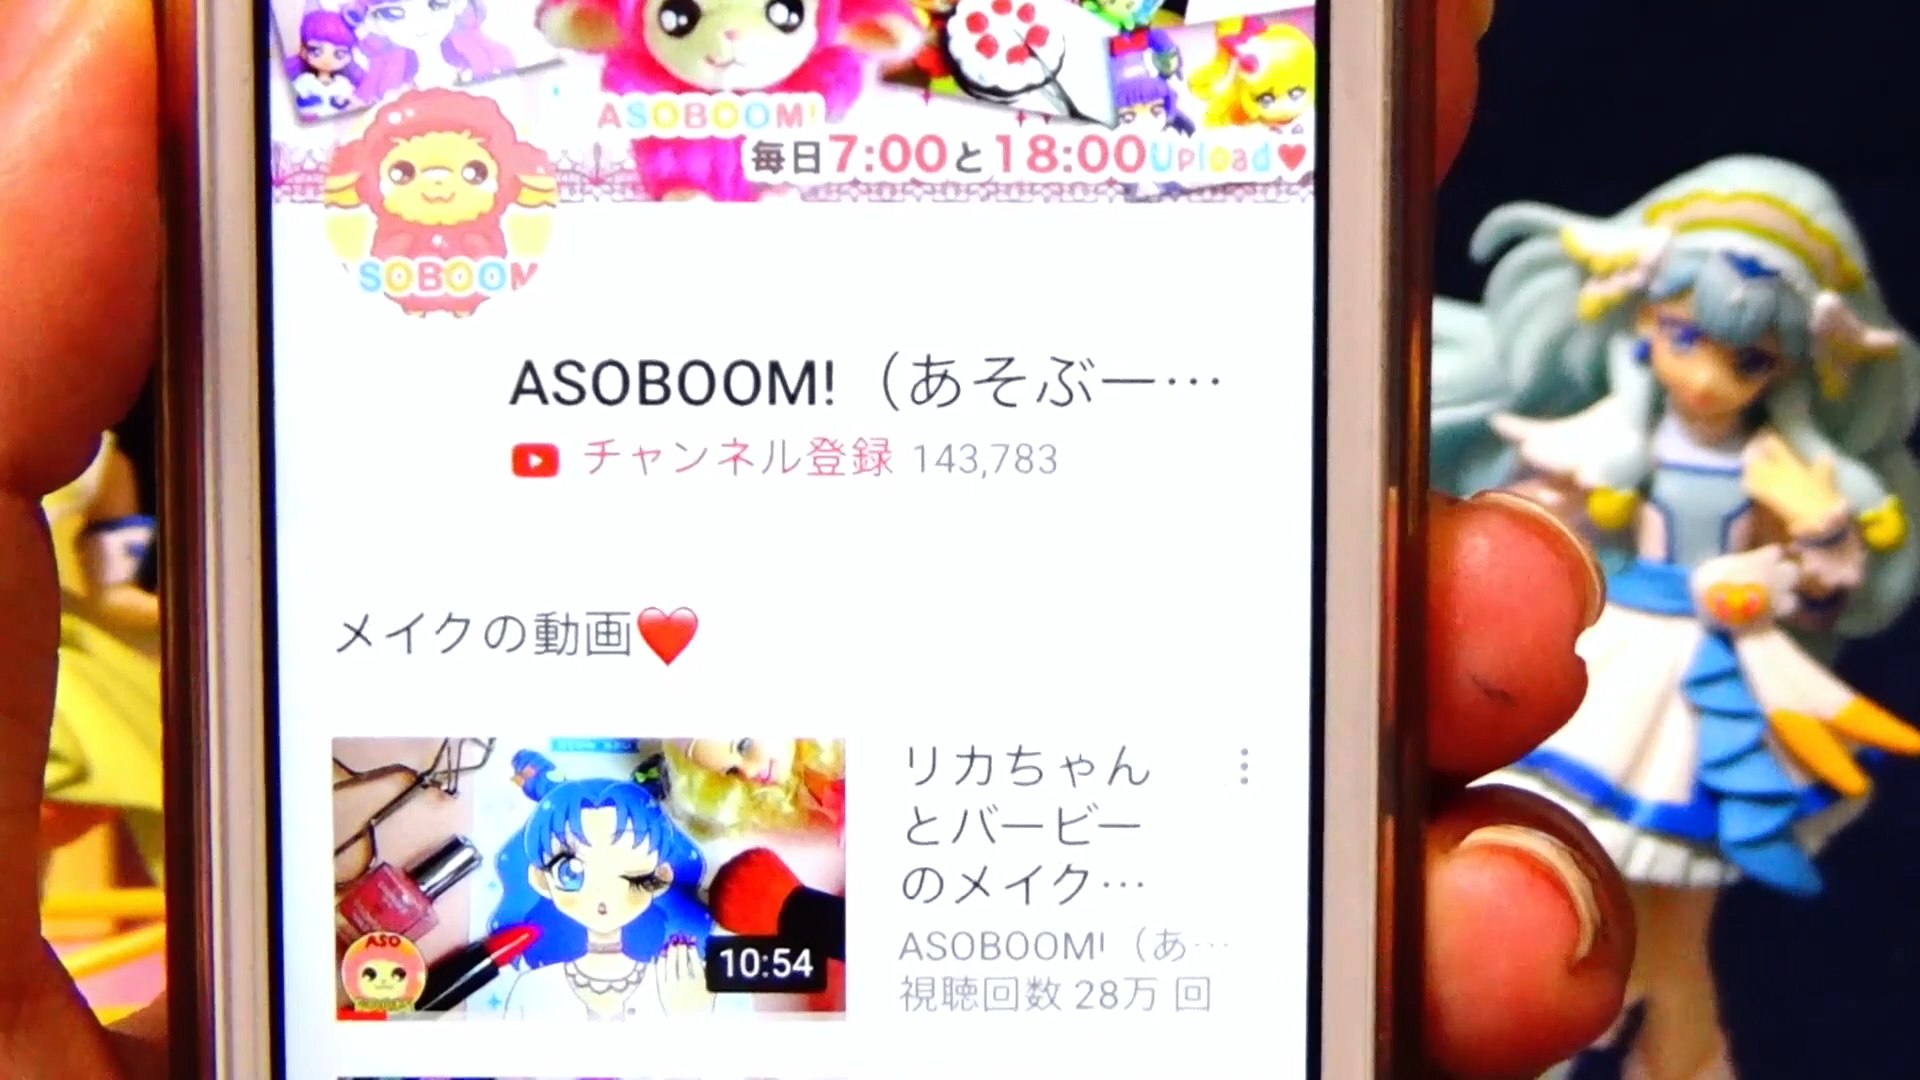 ASOBOOM!
毎日7:00と18:00Upload♥
SOBOOM
ASOBOOM!（あそぶー…
チャンネル登録 143,783
メイクの動画❤️
リカちゃん
とバービー
のメイク…
ASOBOOM!（あ…
視聴回数 28万 回
ASO
10:54